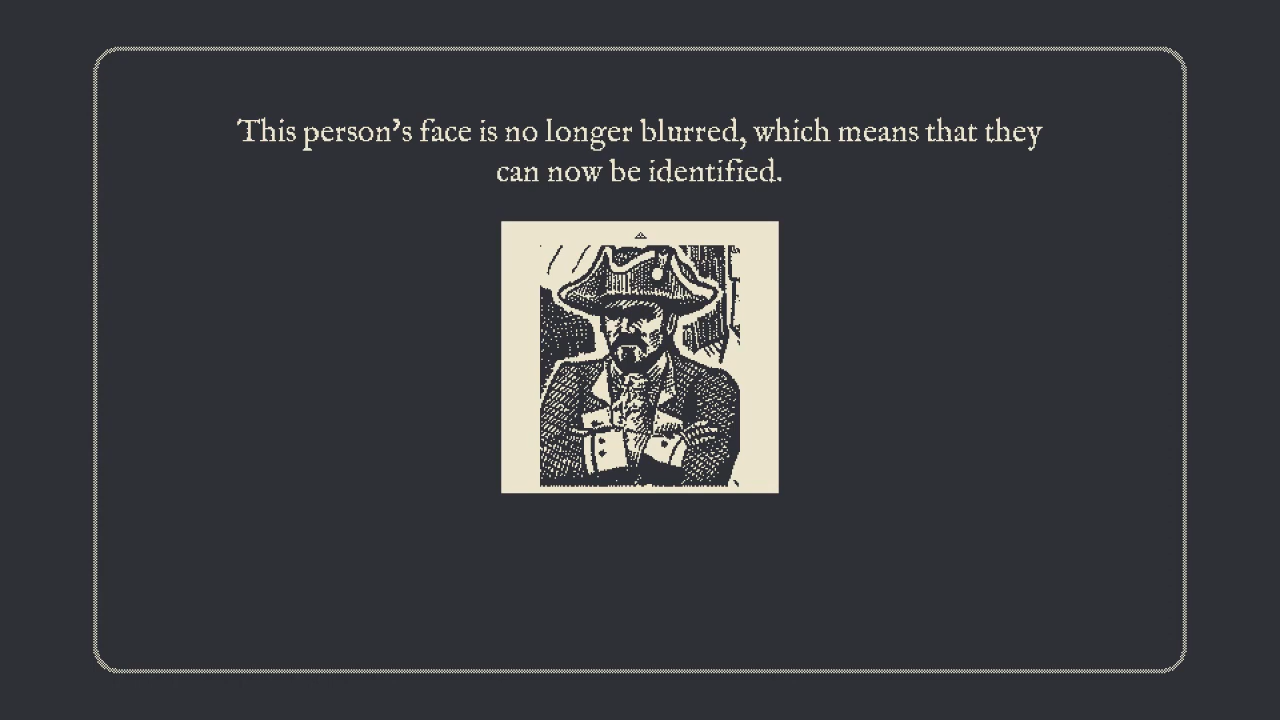 This person's face is no longer blurred, which means that they
can now be identified.